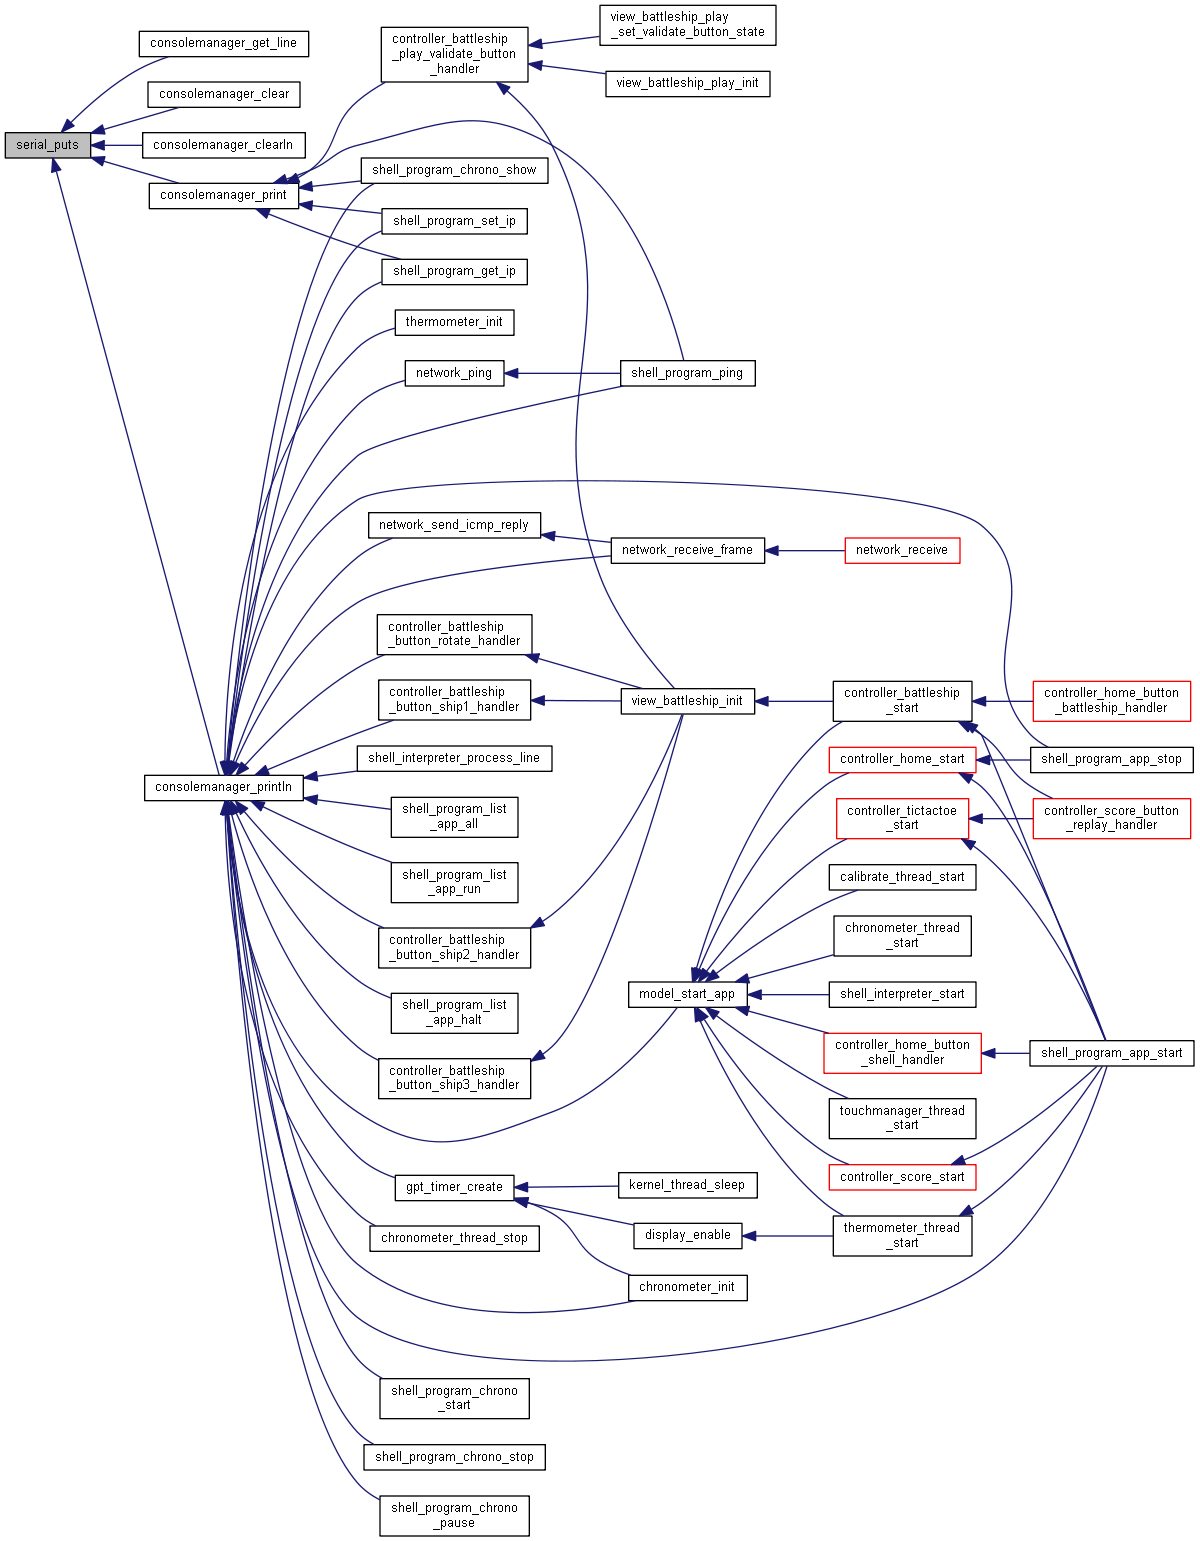 view_battleship_play
_set_validate_button_state
consolemanager_get_line
controller_battleship
_play_validate_button
_handler
view_battleship_play_init
consolemanager_clear
serial_puts
consolemanager_clearln
consolemanager_print
shell_program_chrono_show
shell_program_set_ip
shell_program_get_ip
thermometer_init
network_ping
shell_program_ping
network_send_icmp_reply
network_receive_frame
network_receive
controller_battleship
_button_rotate_handler
controller_battleship
_button_ship1_handler
view_battleship_init
controller_battleship
_start
controller_home_button
_battleship_handler
shell_interpreter_process_line
controller_home_start
shell_program_app_stop
consolemanager_println
shell_program_list
_app_all
controller_tictactoe
_start
controller_score_button
_replay_handler
shell_program_list
_app_run
calibrate_thread_start
controller_battleship
_button_ship2_handler
chronometer_thread
_start
shell_program_list
_app_halt
model_start_app
shell_interpreter_start
controller_home_button
_shell_handler
shell_program_app_start
controller_battleship
_button_ship3_handler
touchmanager_thread
_start
gpt_timer_create
kernel_thread_sleep
controller_score_start
chronometer_thread_stop
display_enable
thermometer_thread
_start
chronometer_init
shell_program_chrono
_start
shell_program_chrono_stop
shell_program_chrono
_pause